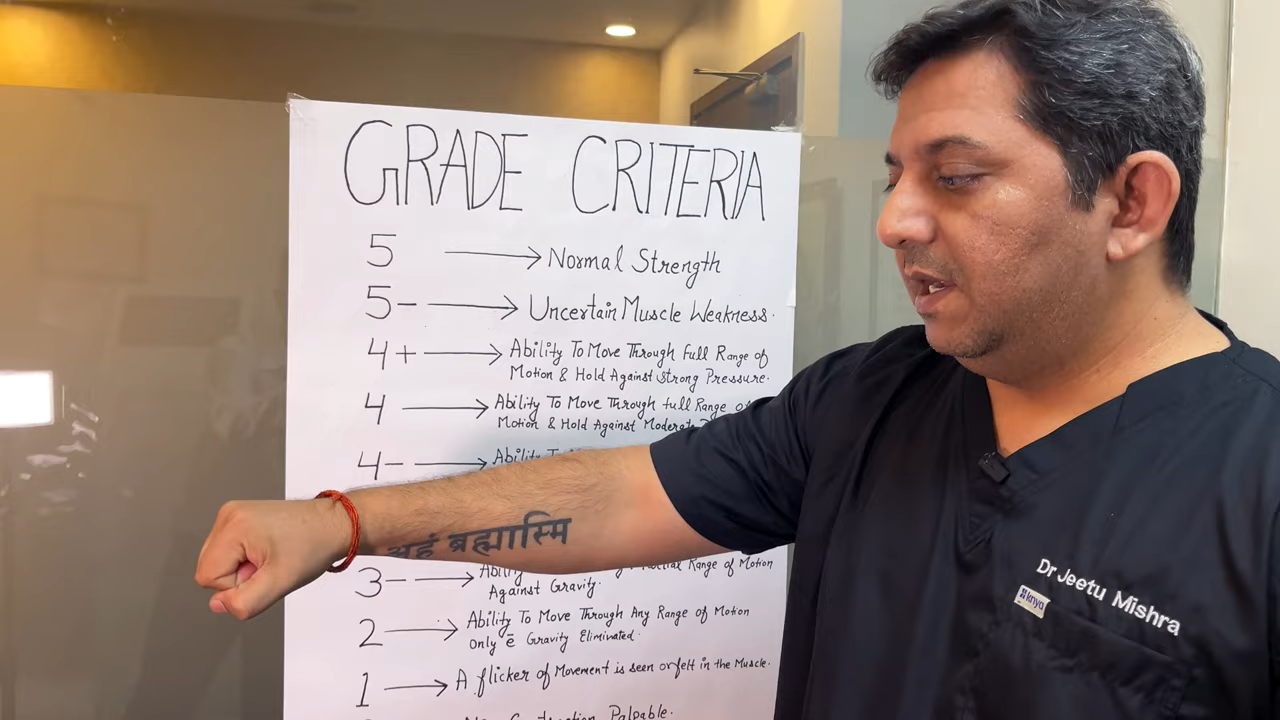 GRADE CRITERIA
5 → Normal Strength
5- → Uncertain Muscle Weakness.
4+ → Ability To Move Through Full Range of
Motion & Hold Against Strong Pressure.
4 → Ability To Move Through full Range of
Motion & Hold Against Moderate
4- → Ability
अहं ब्रह्मास्मि
3- → Range of Motion
Against Gravity.
2 → Ability To Move Through Any Range of Motion
only c̄ Gravity Eliminated.
1 → A flicker of Movement is seen or felt in the Muscle.
Palpable.
Dr Jeetu Mishra
knya